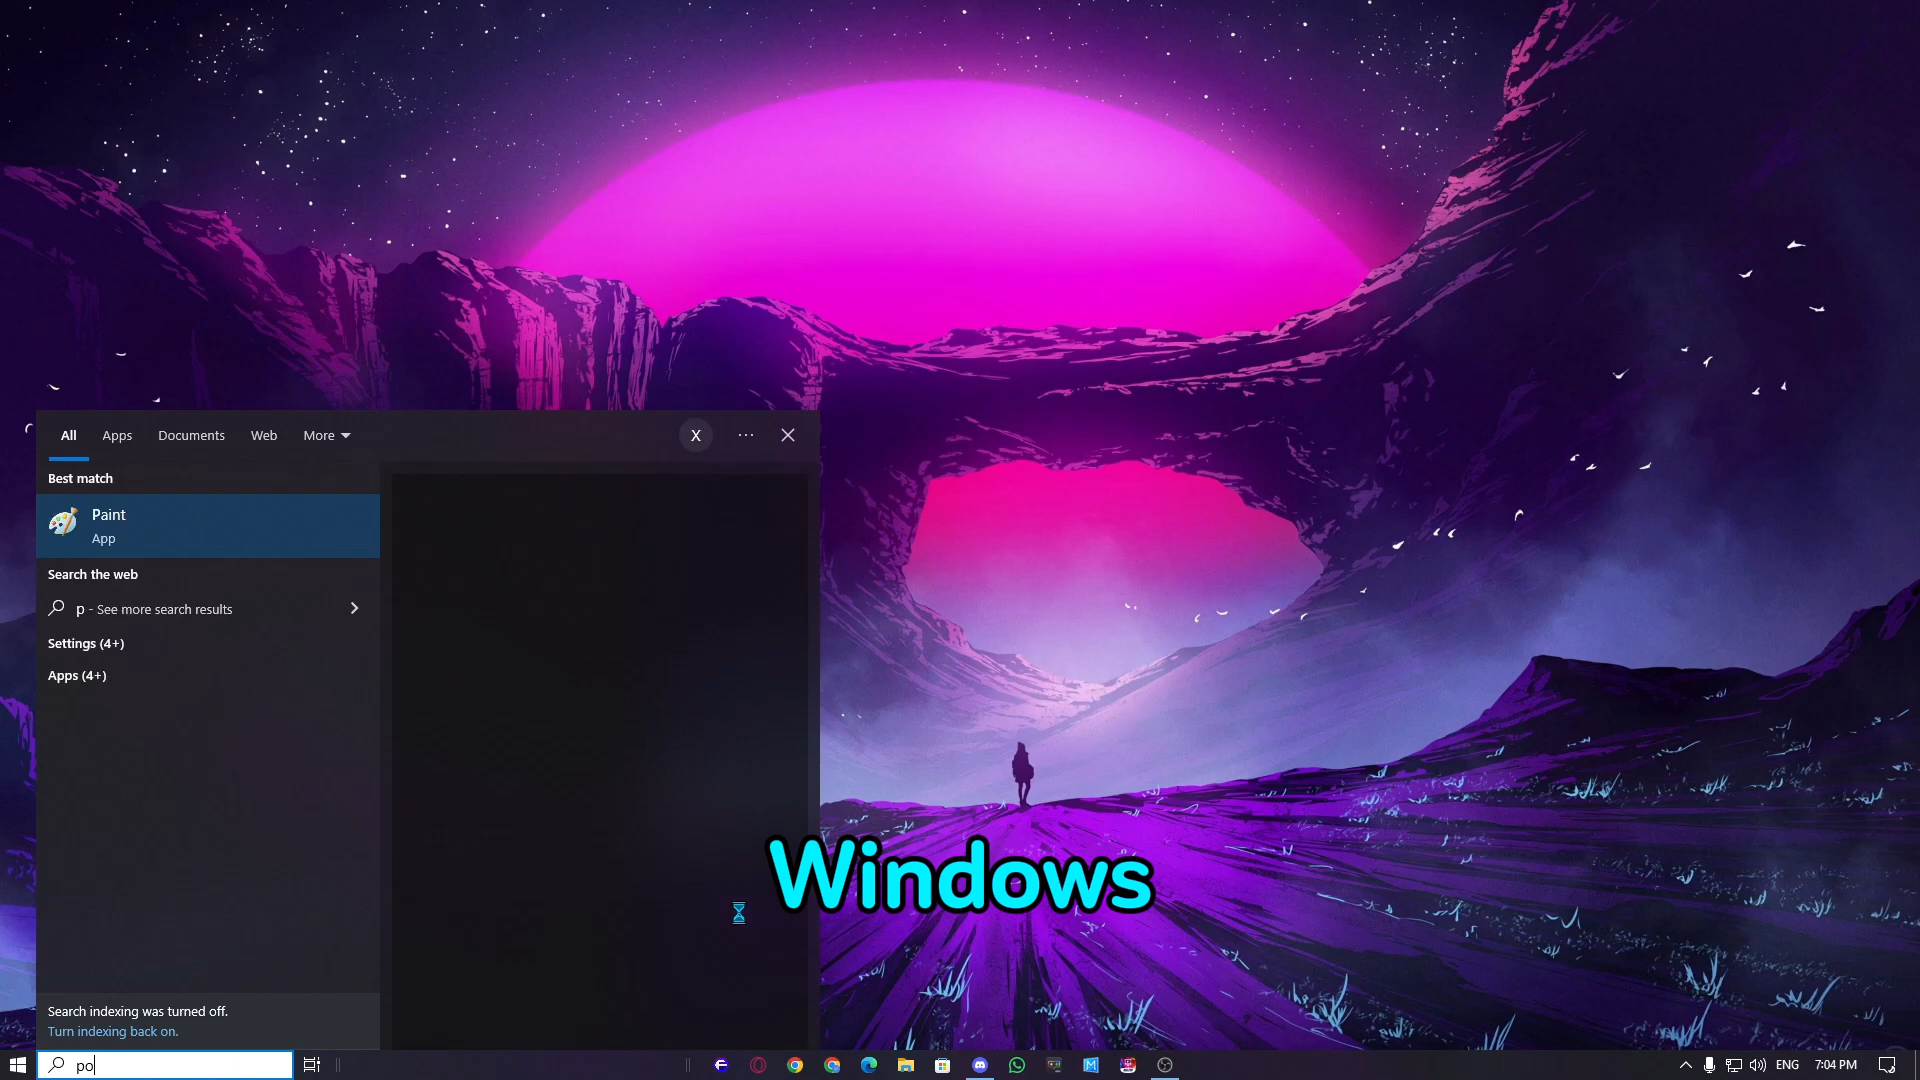 All Apps Documents Web More X ...
Best match
Paint
App
Search the web
p - See more search results
Settings (4+)
Apps (4+)
Windows
Search indexing was turned off.
Turn indexing back on.
po ENG 7:04 PM